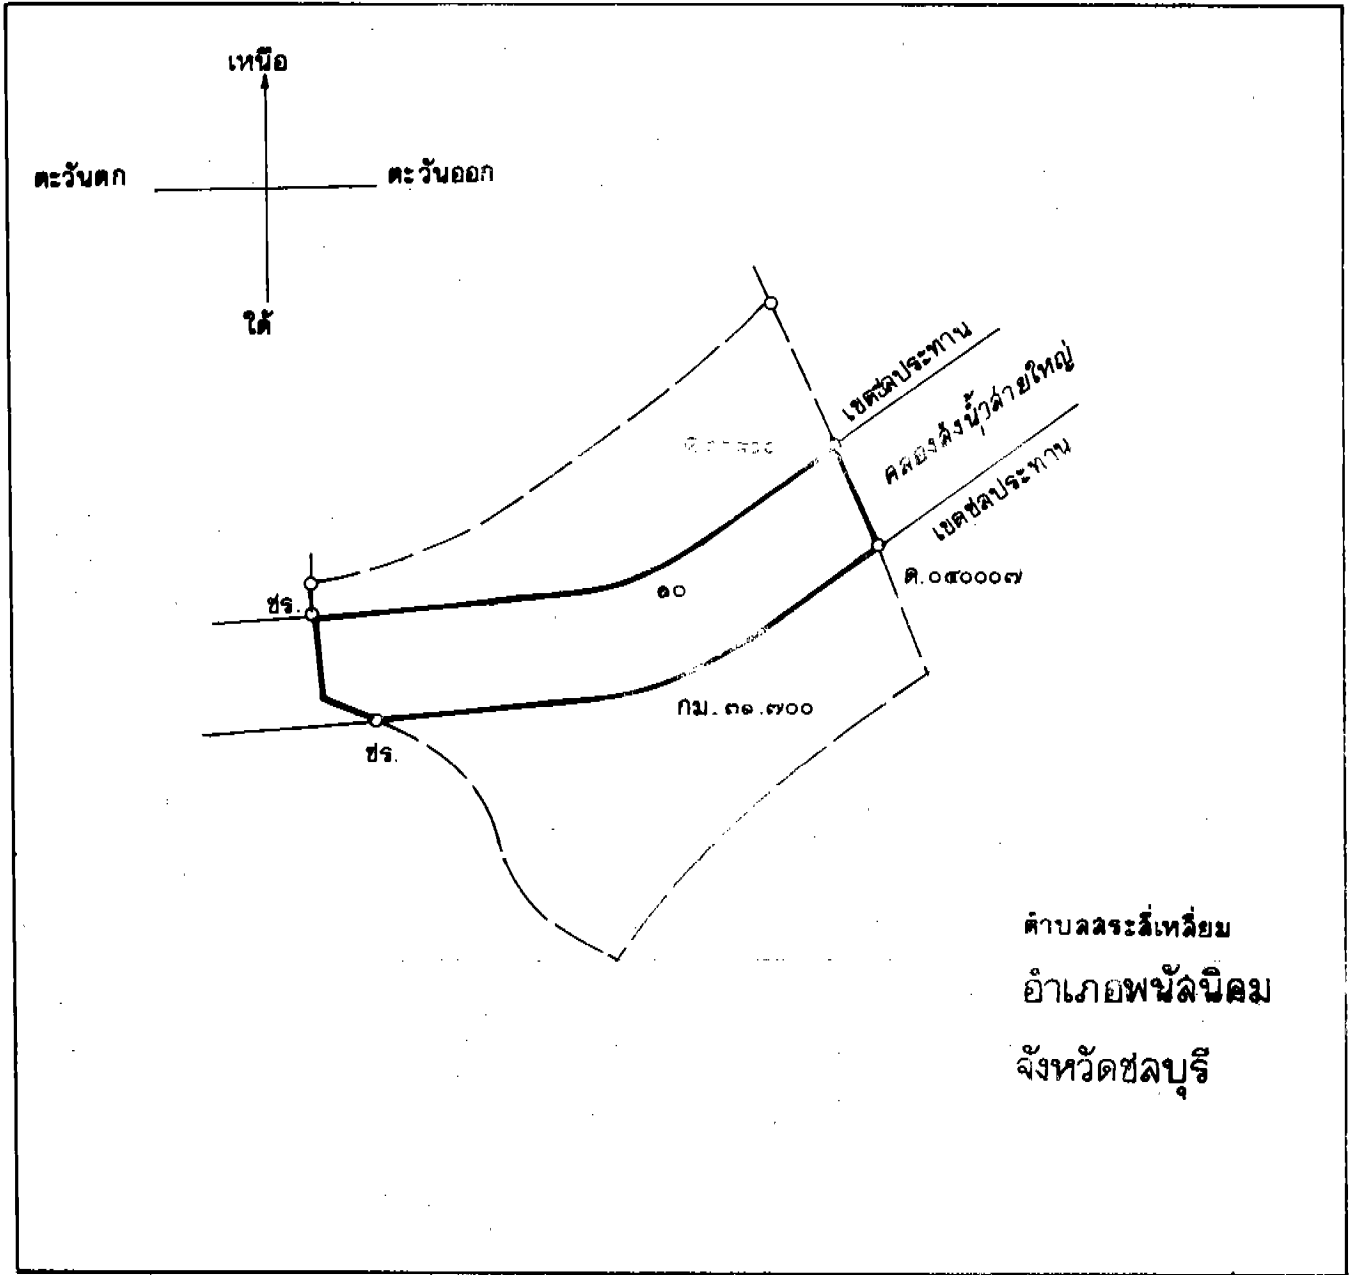 เหนือ
ตะวันตก
ตะวันออก
ใต้
เขตชลประทาน
คลองส่งน้ำสายใหญ่
เขตชลประทาน
ด.๐๔๐๐๐๗
ชร.
๑๐
กม. ๓๑.๗๐๐
ชร.
ตำบลสระสี่เหลี่ยม
อำเภอพนัสนิคม
จังหวัดชลบุรี